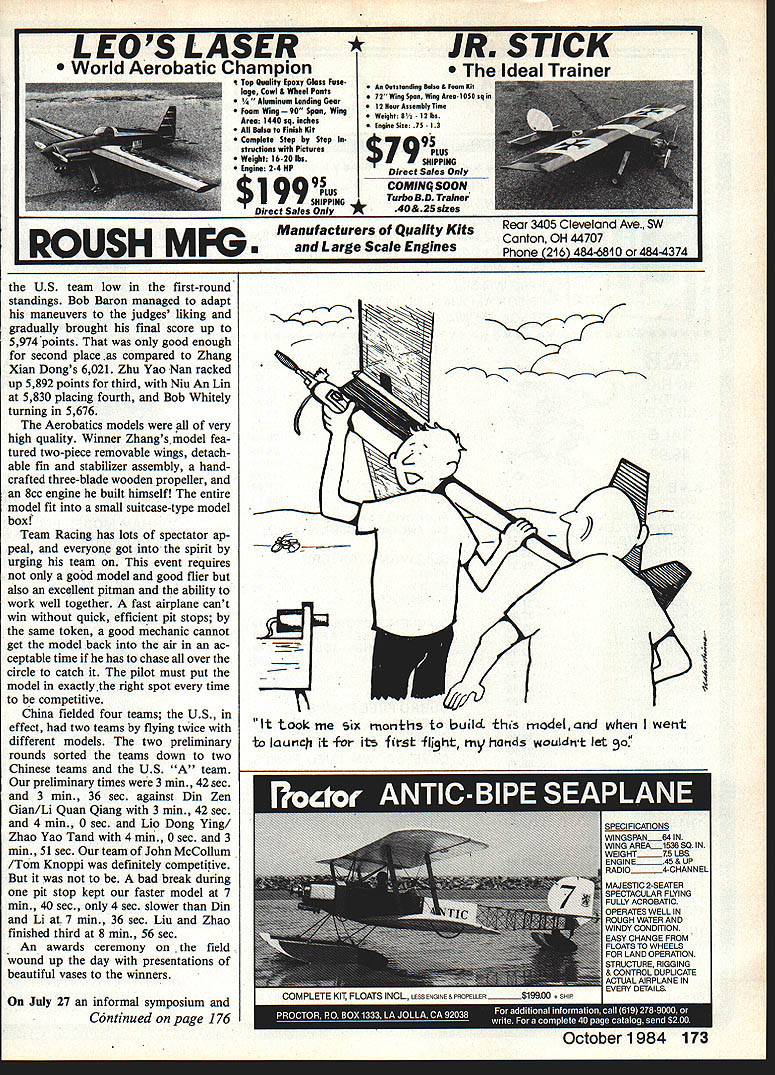 LEO'S LASER
• World Aerobatic Champion
• Top Quality Epoxy Glass Fuse-
lage, Cowl & Wheel Pants
• ¼" Aluminum Landing Gear
• Foam Wing—90" Span, Wing
Area: 1440 sq. inches
• All Balsa to Finish Kit
• Complete Step by Step In-
structions with Pictures
• Weight: 16-20 lbs.
• Engine: 2-4 HP
$199⁹⁵ PLUS
SHIPPING
Direct Sales Only
JR. STICK
• The Ideal Trainer
• An Outstanding Balsa & Foam Kit
• 72" Wing Span, Wing Area-1050 sq in
• 12 Hour Assembly Time
• Weight: 8½ - 12 lbs.
• Engine Size: .75 - 1.3
$79⁹⁵ PLUS
SHIPPING
Direct Sales Only
COMING SOON
Turbo B.D. Trainer
.40 & .25 sizes
ROUSH MFG.
Manufacturers of Quality Kits
and Large Scale Engines
Rear 3405 Cleveland Ave., SW
Canton, OH 44707
Phone (216) 484-6810 or 484-4374
the U.S. team low in the first-round
standings. Bob Baron managed to adapt
his maneuvers to the judges' liking and
gradually brought his final score up to
5,974 points. That was only good enough
for second place as compared to Zhang
Xian Dong's 6,021. Zhu Yao Nan racked
up 5,892 points for third, with Niu An Lin
at 5,830 placing fourth, and Bob Whitely
turning in 5,676.
The Aerobatics models were all of very
high quality. Winner Zhang's model fea-
tured two-piece removable wings, detach-
able fin and stabilizer assembly, a hand-
crafted three-blade wooden propeller, and
an 8cc engine he built himself! The entire
model fit into a small suitcase-type model
box!
Team Racing has lots of spectator ap-
peal, and everyone got into the spirit by
urging his team on. This event requires
not only a good model and good flier but
also an excellent pitman and the ability to
work well together. A fast airplane can't
win without quick, efficient pit stops; by
the same token, a good mechanic cannot
get the model back into the air in an ac-
ceptable time if he has to chase all over the
circle to catch it. The pilot must put the
model in exactly the right spot every time
to be competitive.
China fielded four teams; the U.S., in
effect, had two teams by flying twice with
different models. The two preliminary
rounds sorted the teams down to two
Chinese teams and the U.S. "A" team.
Our preliminary times were 3 min., 42 sec.
and 3 min., 36 sec. against Din Zen
Gian/Li Quan Qiang with 3 min., 42 sec.
and 4 min., 0 sec. and Lio Dong Ying/
Zhao Yao Tand with 4 min., 0 sec. and 3
min., 51 sec. Our team of John McCollum
/Tom Knoppi was definitely competitive.
But it was not to be. A bad break during
one pit stop kept our faster model at 7
min., 40 sec., only 4 sec. slower than Din
and Li at 7 min., 36 sec. Liu and Zhao
finished third at 8 min., 56 sec.
An awards ceremony on the field
wound up the day with presentations of
beautiful vases to the winners.
On July 27 an informal symposium and
Continued on page 176
"It took me six months to build this model, and when I went
to launch it for its first flight, my hands wouldn't let go."
Proctor ANTIC-BIPE SEAPLANE
ANTIC
7
SPECIFICATIONS
WINGSPAN___64 IN.
WING AREA___1536 SQ. IN.
WEIGHT___7.5 LBS.
ENGINE___.45 & UP
RADIO___4-CHANNEL
MAJESTIC 2-SEATER
SPECTACULAR FLYING
FULLY AEROBATIC.
OPERATES WELL IN
ROUGH WATER AND
WINDY CONDITION.
EASY CHANGE FROM
FLOATS TO WHEELS
FOR LAND OPERATION.
STRUCTURE, RIGGING
& CONTROL DUPLICATE
ACTUAL AIRPLANE IN
EVERY DETAILS.
COMPLETE KIT, FLOATS INCL., LESS ENGINE & PROPELLER ___ $199.00 + SHIP.
PROCTOR, P.O. BOX 1333, LA JOLLA, CA 92038
For additional information, call (619) 278-9000, or
write. For a complete 40 page catalog, send $2.00.
October 1984 173